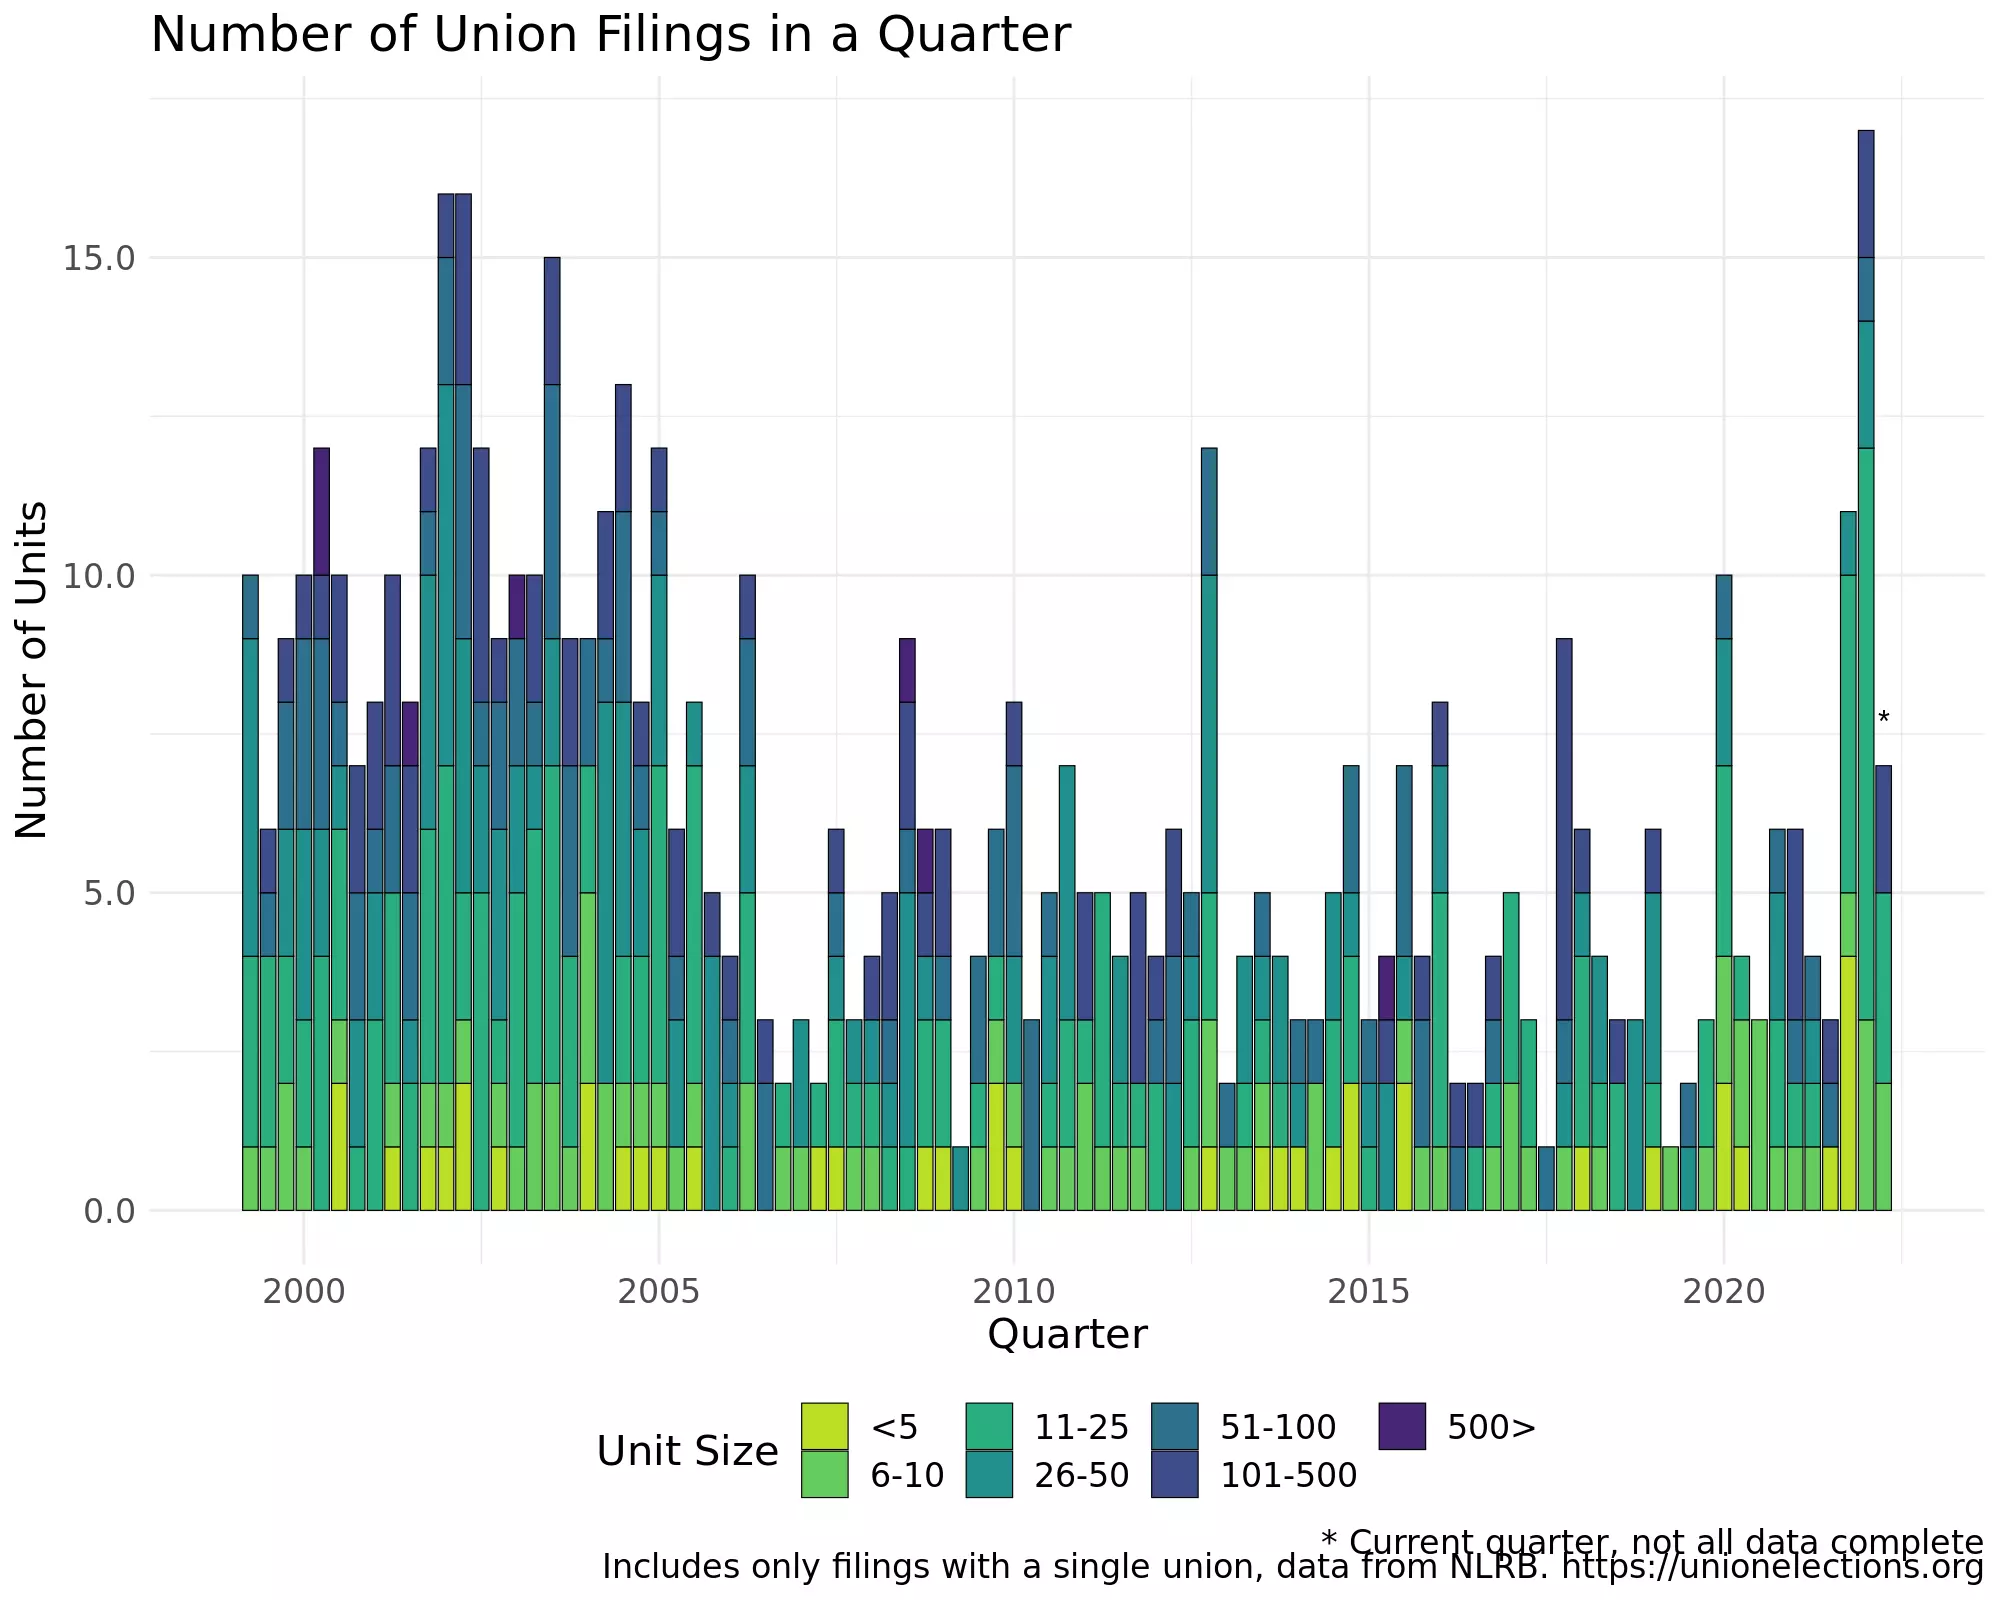 Number of Union Filings in a Quarter
Number of Units
15.0
10.0
5.0
0.0
*
2000 2005 2010 2015 2020
Quarter
Unit Size
<5 11-25 51-100 500>
6-10 26-50 101-500
* Current quarter, not all data complete
Includes only filings with a single union, data from NLRB. https://unionelections.org